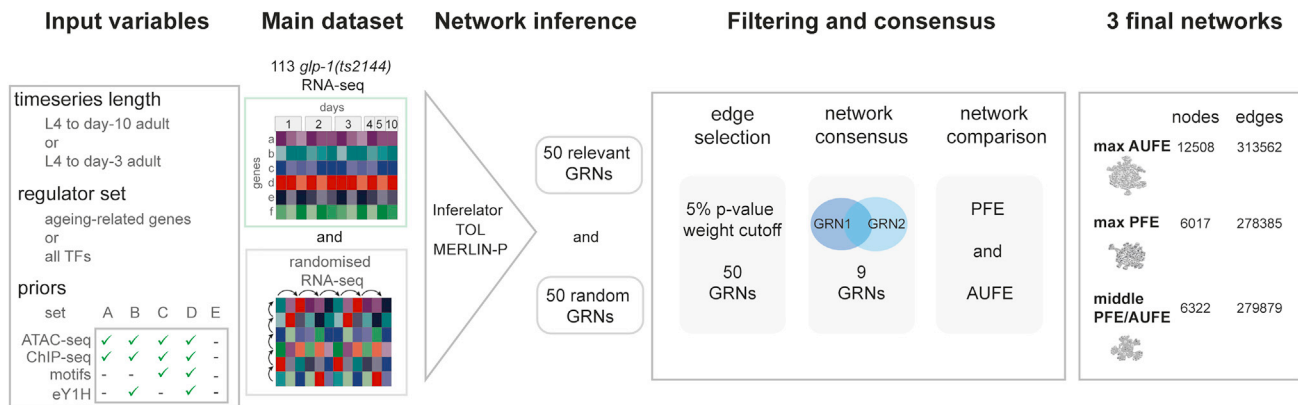 Input variables
Main dataset
Network inference
Filtering and consensus
3 final networks
timeseries length
L4 to day-10 adult
or
L4 to day-3 adult
regulator set
ageing-related genes
or
all TFs
priors
set A B C D E
ATAC-seq ✓ ✓ ✓ ✓ -
ChIP-seq ✓ ✓ ✓ ✓ -
motifs - - ✓ ✓ -
eY1H - ✓ - ✓ -
113 glp-1(ts2144)
RNA-seq
days
1 2 3 4 5 10
genes
a
b
c
d
e
f
and
randomised
RNA-seq
Inferelator
TOL
MERLIN-P
50 relevant
GRNs
and
50 random
GRNs
edge
selection
5% p-value
weight cutoff
50
GRNs
network
consensus
GRN1 GRN2
9
GRNs
network
comparison
PFE
and
AUFE
nodes edges
max AUFE 12508 313562
max PFE 6017 278385
middle
PFE/AUFE 6322 279879